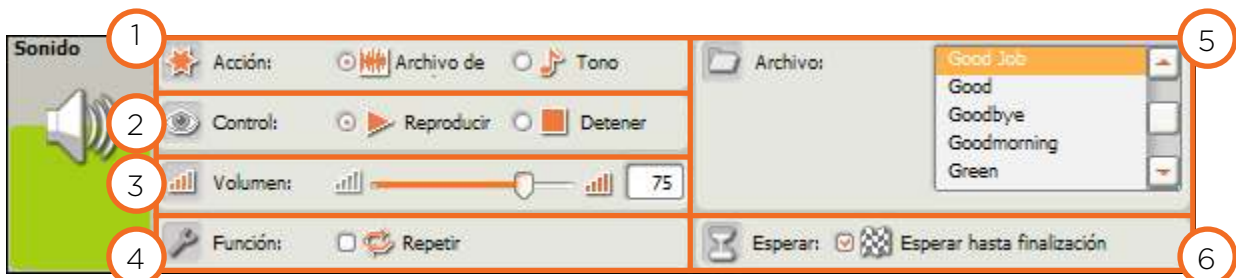 Sonido
1
Acción: Archivo de Tono
2
Control: Reproducir Detener
3
Volumen: 75
4
Función: Repetir
5
Archivo: Good Job
Good
Goodbye
Goodmorning
Green
6
Esperar: Esperar hasta finalización